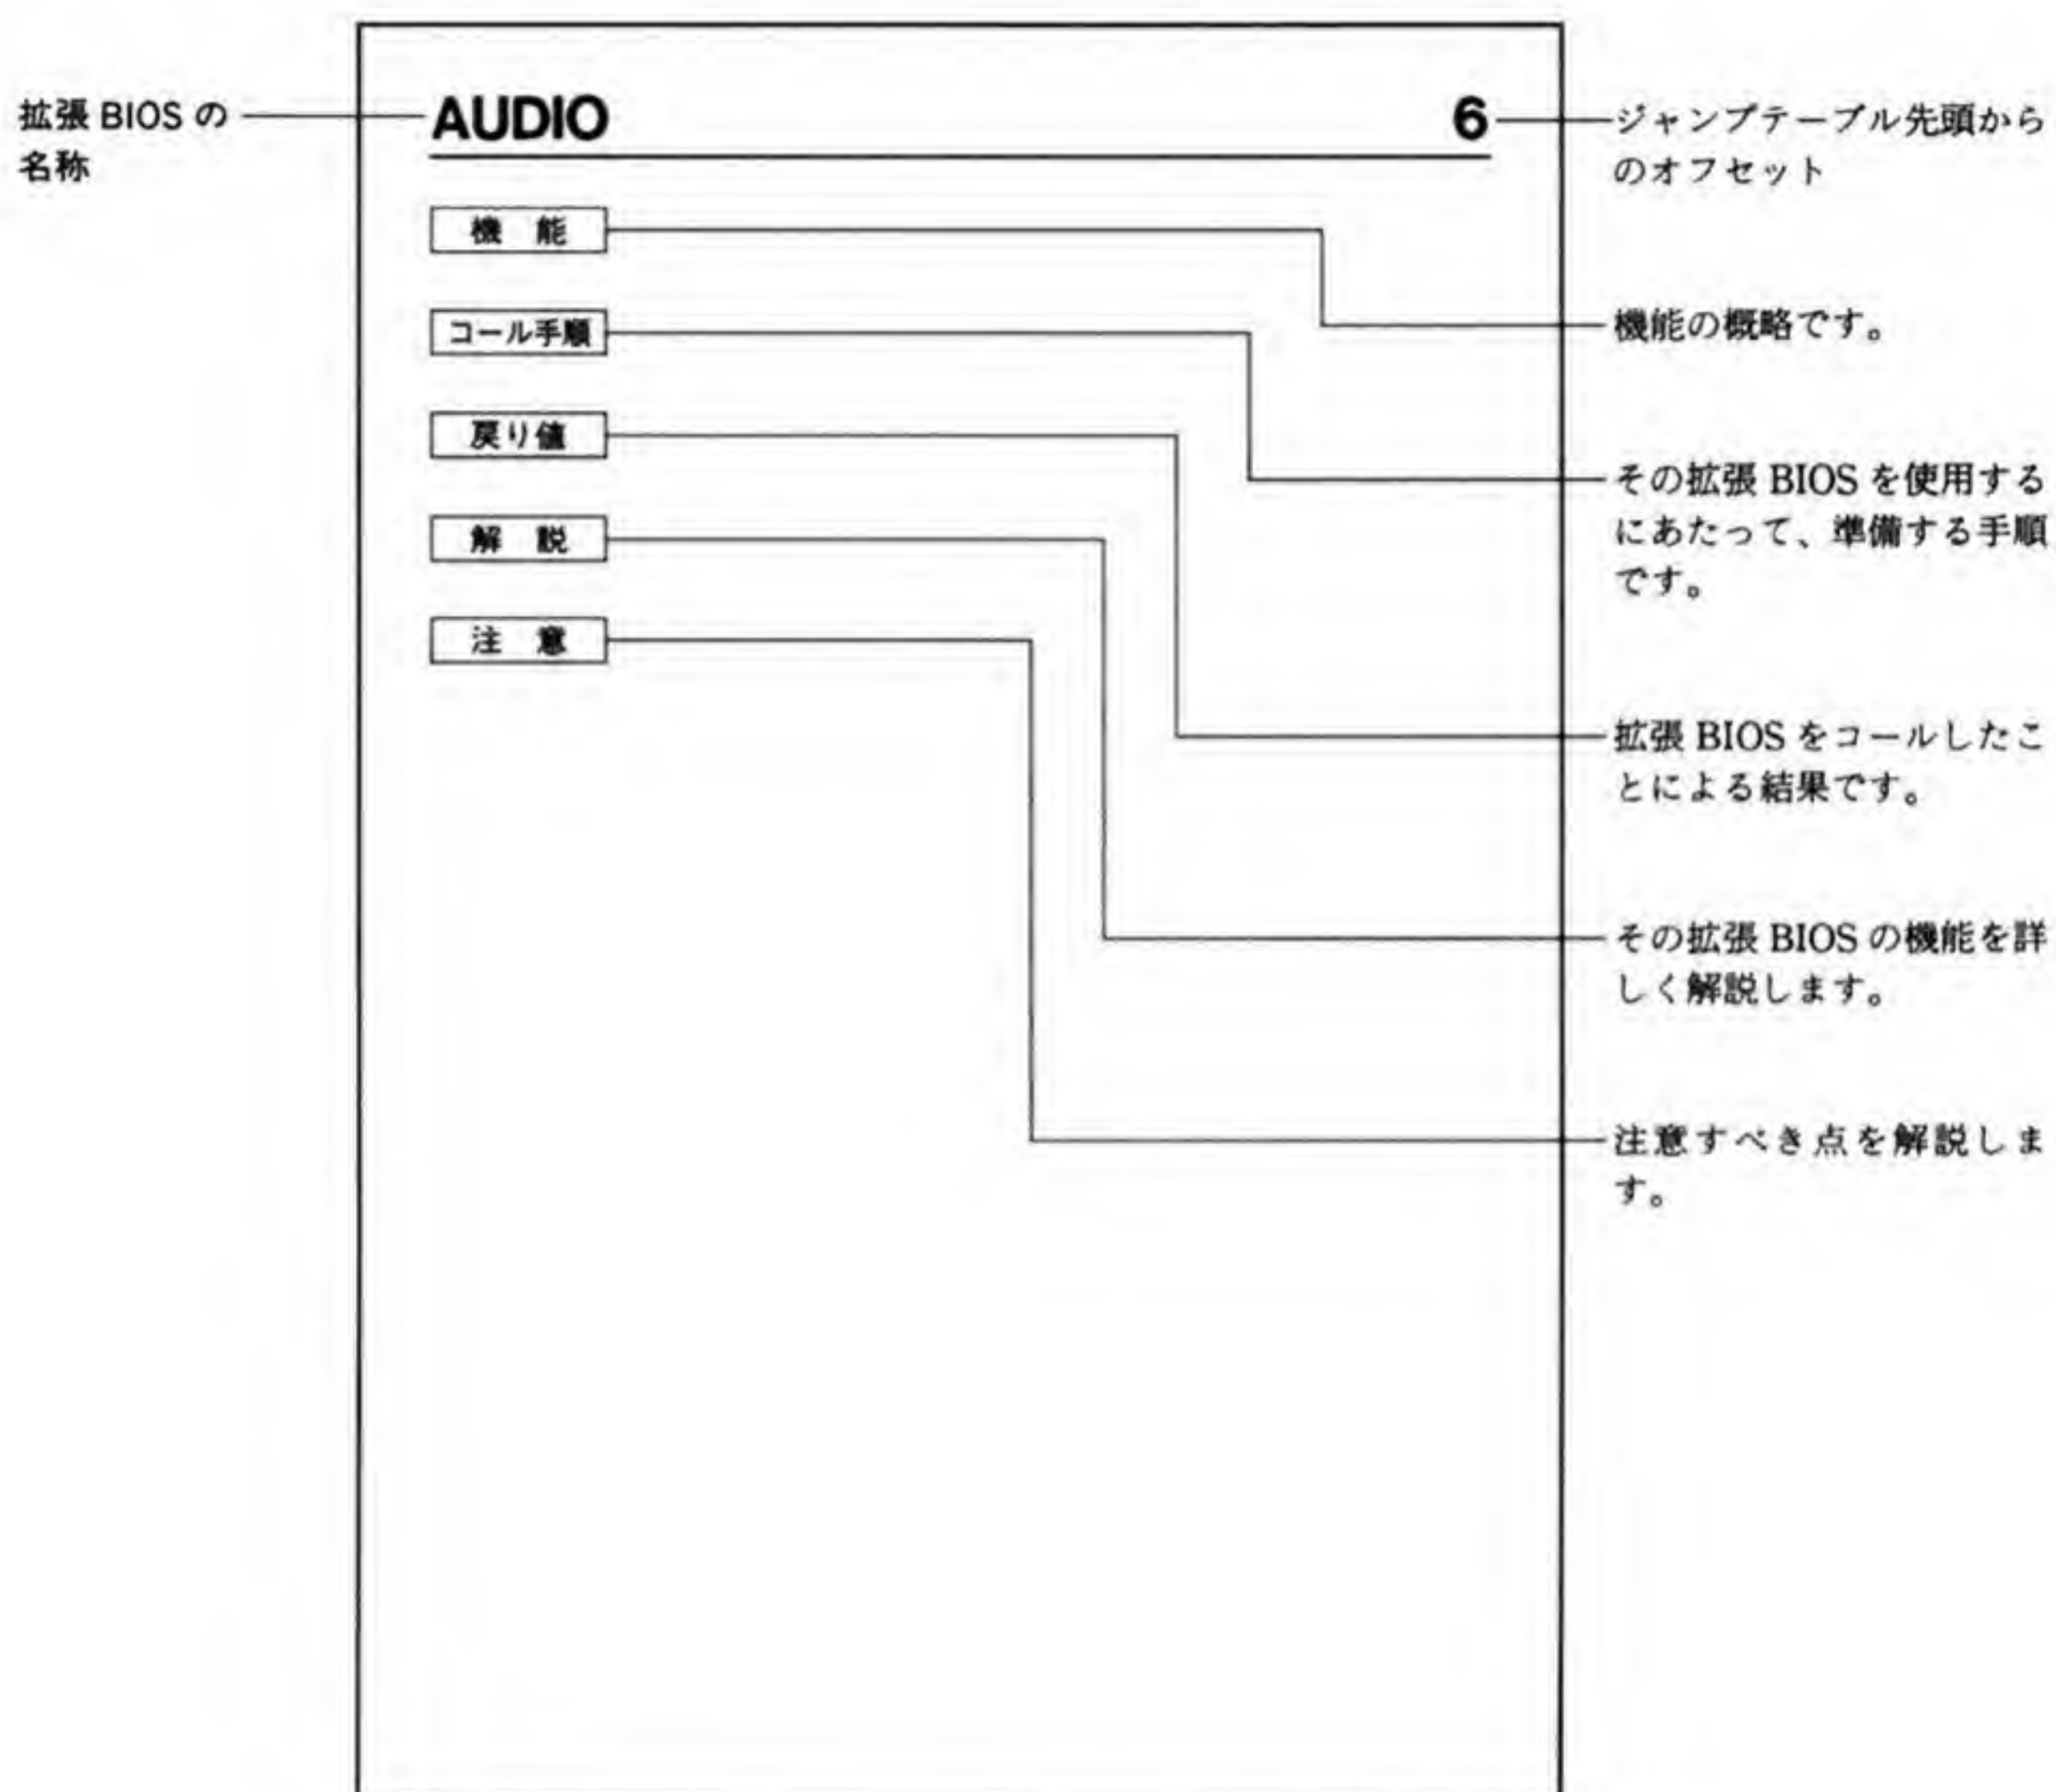 拡張 BIOS の
名称
AUDIO
6
ジャンプテーブル先頭から
のオフセット
機 能
機能の概略です。
コール手順
その拡張 BIOS を使用する
にあたって、準備する手順
です。
戻り値
拡張 BIOS をコールしたこ
とによる結果です。
解 説
その拡張 BIOS の機能を詳
しく解説します。
注 意
注意すべき点を解説しま
す。